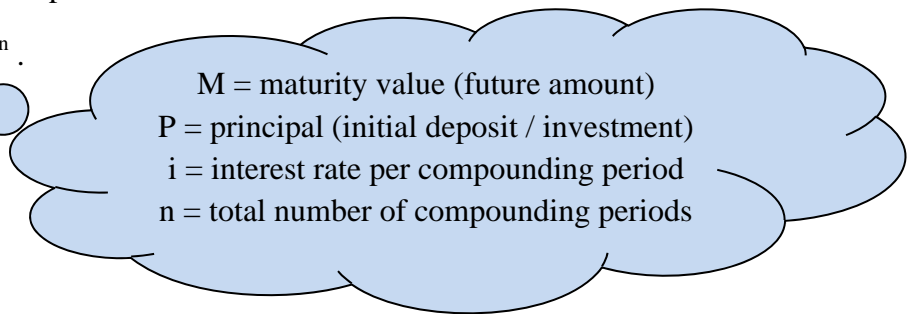 n .
M = maturity value (future amount)
P = principal (initial deposit / investment)
i = interest rate per compounding period
n = total number of compounding periods